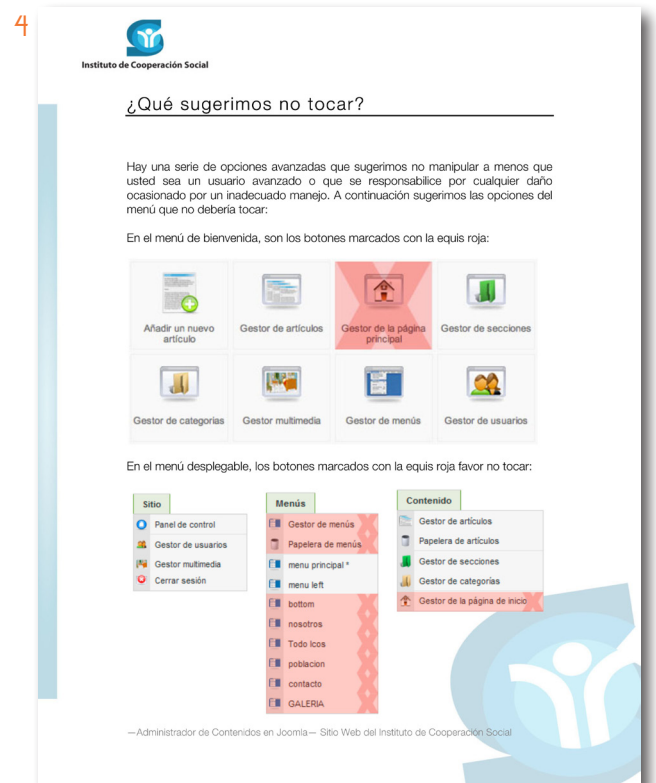 4
Instituto de Cooperación Social
¿Qué sugerimos no tocar?
Hay una serie de opciones avanzadas que sugerimos no manipular a menos que
usted sea un usuario avanzado o que se responsabilice por cualquier daño
ocasionado por un inadecuado manejo. A continuación sugerimos las opciones del
menú que no debería tocar:
En el menú de bienvenida, son los botones marcados con la equis roja:
Añadir un nuevo
artículo
Gestor de artículos
Gestor de la página
principal
Gestor de secciones
Gestor de categorías
Gestor multimedia
Gestor de menús
Gestor de usuarios
En el menú desplegable, los botones marcados con la equis roja favor no tocar:
Sitio
Panel de control
Gestor de usuarios
Gestor multimedia
Cerrar sesión
Menús
Gestor de menús
Papelera de menús
menu principal *
menu left
bottom
nosotros
Todo Icos
poblacion
contacto
GALERIA
Contenido
Gestor de artículos
Papelera de artículos
Gestor de secciones
Gestor de categorías
Gestor de la página de inicio
—Administrador de Contenidos en Joomla— Sitio Web del Instituto de Cooperación Social